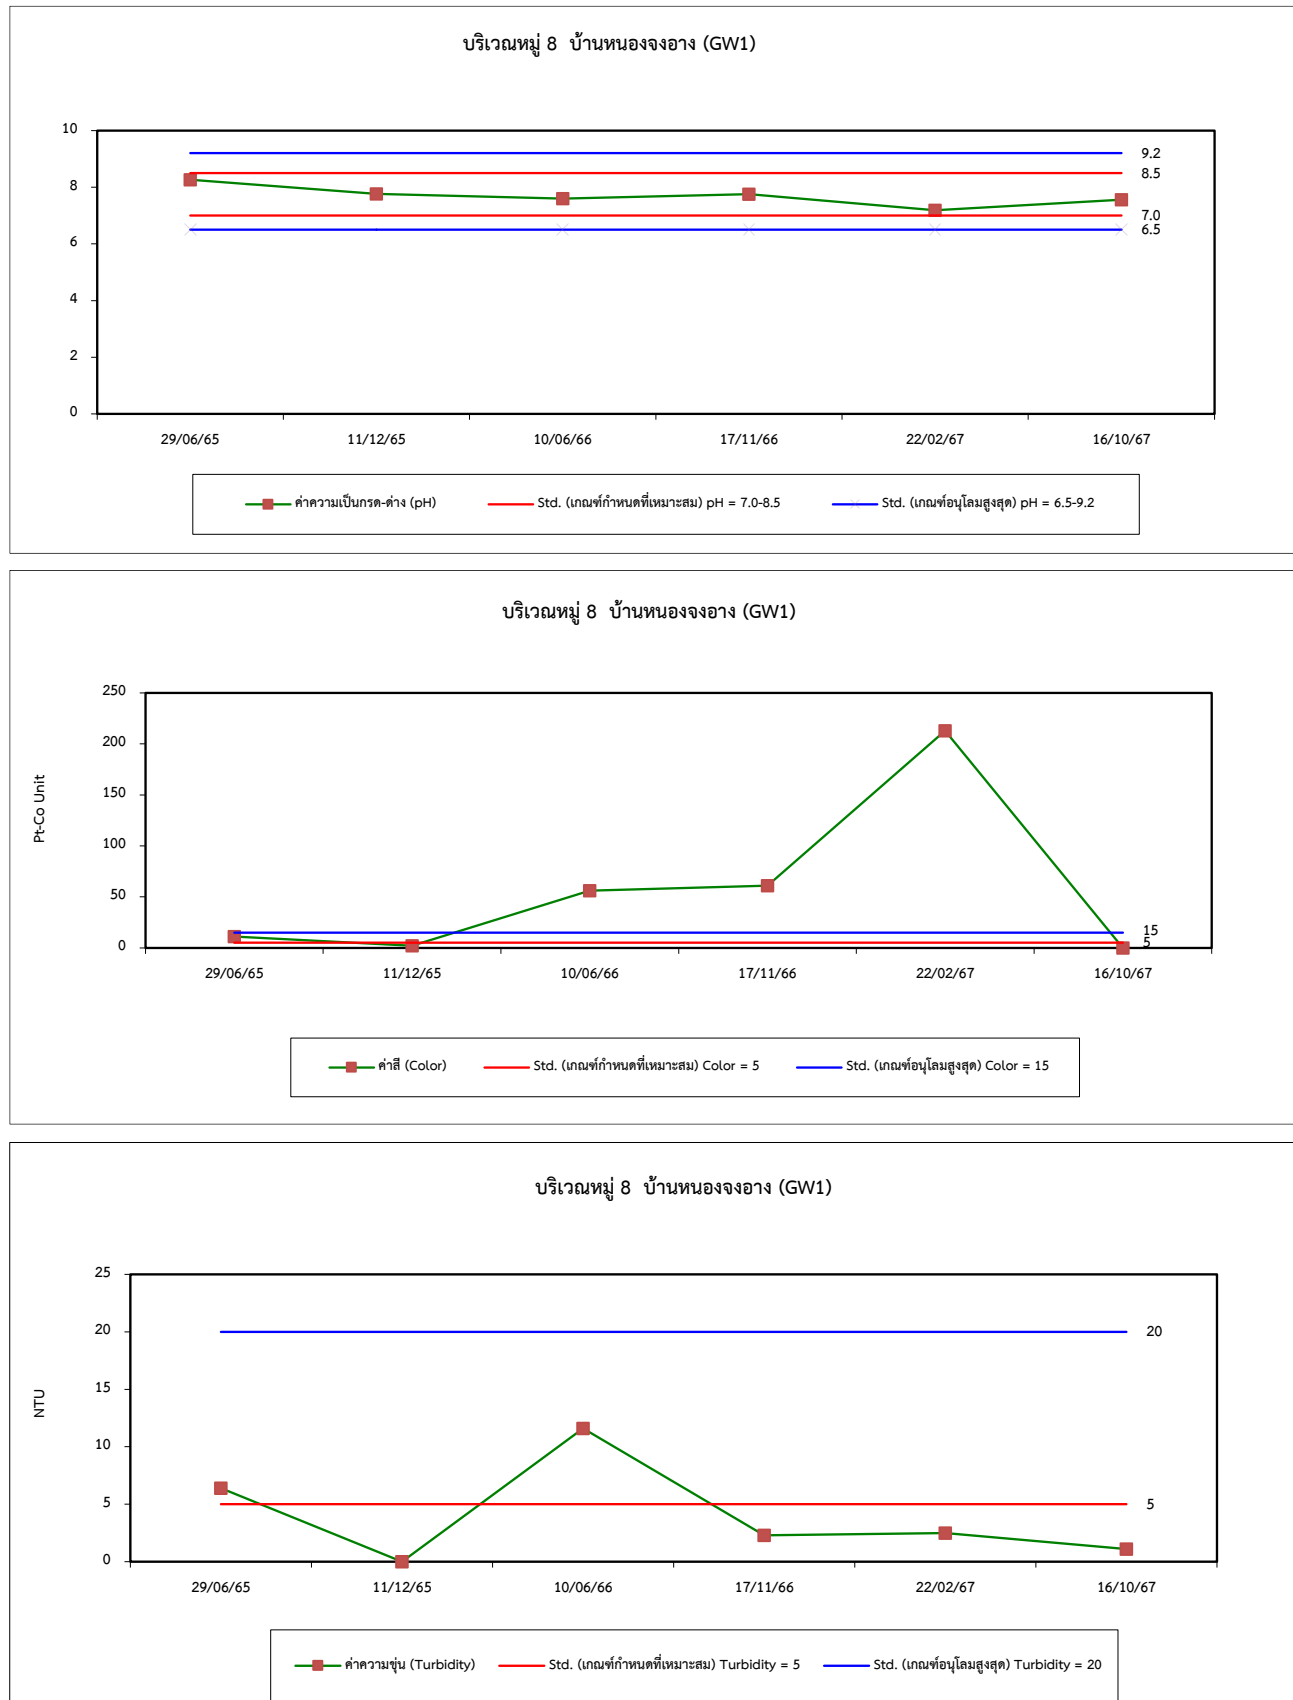 บริเวณหมู่ 8 บ้านหนองจงอาง (GW1)
10
9.2
8.5
8
7.0
6.5
6
4
2
0
29/06/65 11/12/65 10/06/66 17/11/66 22/02/67 16/10/67
ค่าความเป็นกรด-ด่าง (pH) Std. (เกณฑ์กำหนดที่เหมาะสม) pH = 7.0-8.5 Std. (เกณฑ์อนุโลมสูงสุด) pH = 6.5-9.2
บริเวณหมู่ 8 บ้านหนองจงอาง (GW1)
Pt-Co Unit
250
200
150
100
50
15
5
0
29/06/65 11/12/65 10/06/66 17/11/66 22/02/67 16/10/67
ค่าสี (Color) Std. (เกณฑ์กำหนดที่เหมาะสม) Color = 5 Std. (เกณฑ์อนุโลมสูงสุด) Color = 15
บริเวณหมู่ 8 บ้านหนองจงอาง (GW1)
NTU
25
20 20
15
10
5 5
0
29/06/65 11/12/65 10/06/66 17/11/66 22/02/67 16/10/67
ค่าความขุ่น (Turbidity) Std. (เกณฑ์กำหนดที่เหมาะสม) Turbidity = 5 Std. (เกณฑ์อนุโลมสูงสุด) Turbidity = 20